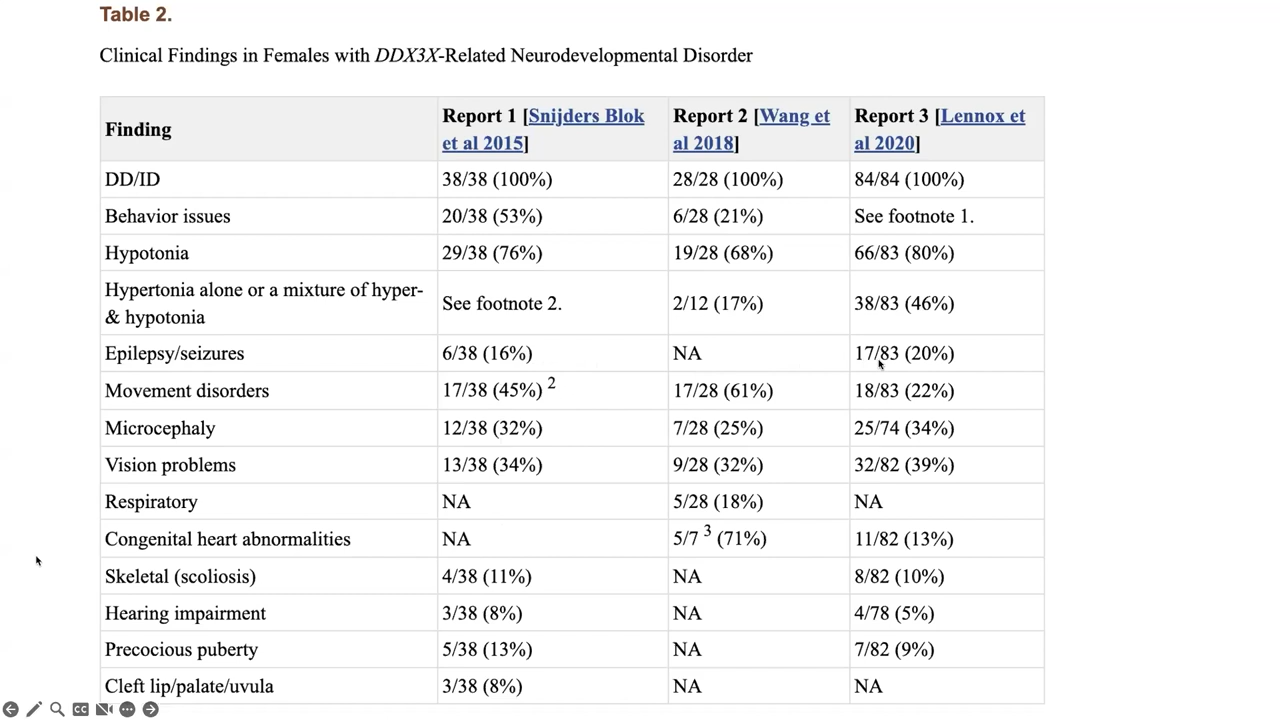 Table 2.
Clinical Findings in Females with DDX3X-Related Neurodevelopmental Disorder
Finding Report 1 [Snijders Blok et al 2015] Report 2 [Wang et al 2018] Report 3 [Lennox et al 2020]
DD/ID 38/38 (100%) 28/28 (100%) 84/84 (100%)
Behavior issues 20/38 (53%) 6/28 (21%) See footnote 1.
Hypotonia 29/38 (76%) 19/28 (68%) 66/83 (80%)
Hypertonia alone or a mixture of hyper- & hypotonia See footnote 2. 2/12 (17%) 38/83 (46%)
Epilepsy/seizures 6/38 (16%) NA 17/83 (20%)
Movement disorders 17/38 (45%) 2 17/28 (61%) 18/83 (22%)
Microcephaly 12/38 (32%) 7/28 (25%) 25/74 (34%)
Vision problems 13/38 (34%) 9/28 (32%) 32/82 (39%)
Respiratory NA 5/28 (18%) NA
Congenital heart abnormalities NA 5/7 3 (71%) 11/82 (13%)
Skeletal (scoliosis) 4/38 (11%) NA 8/82 (10%)
Hearing impairment 3/38 (8%) NA 4/78 (5%)
Precocious puberty 5/38 (13%) NA 7/82 (9%)
Cleft lip/palate/uvula 3/38 (8%) NA NA
CC